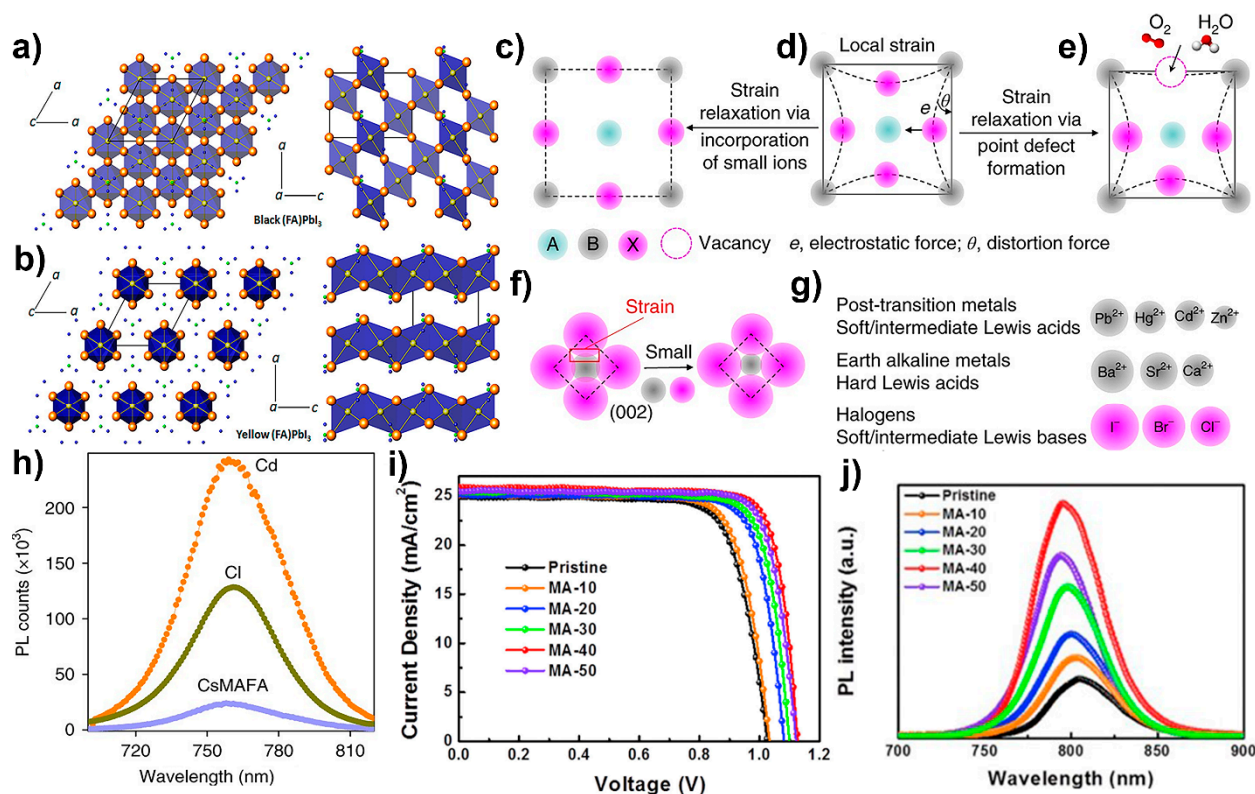 a)
a
c
a
a
a
c
Black (FA)PbI₃
b)
a
c
a
a
a
c
Yellow (FA)PbI₃
c)
Strain
relaxation via
incorporation
of small ions
d)
Local strain
e
θ
Strain
relaxation via
point defect
formation
e)
O₂
H₂O
A
B
X
Vacancy
e, electrostatic force; θ, distortion force
f)
Strain
Small
(002)
g)
Post-transition metals
Soft/intermediate Lewis acids
Pb²⁺
Hg²⁺
Cd²⁺
Zn²⁺
Earth alkaline metals
Hard Lewis acids
Ba²⁺
Sr²⁺
Ca²⁺
Halogens
Soft/intermediate Lewis bases
I⁻
Br⁻
Cl⁻
h)
PL counts (×10³)
200
150
100
50
0
Cd
Cl
CsMAFA
720
750
780
810
Wavelength (nm)
i)
Current Density (mA/cm²)
25
20
15
10
5
0
Pristine
MA-10
MA-20
MA-30
MA-40
MA-50
0.0
0.2
0.4
0.6
0.8
1.0
1.2
Voltage (V)
j)
PL intensity (a.u.)
Pristine
MA-10
MA-20
MA-30
MA-40
MA-50
700
750
800
850
900
Wavelength (nm)